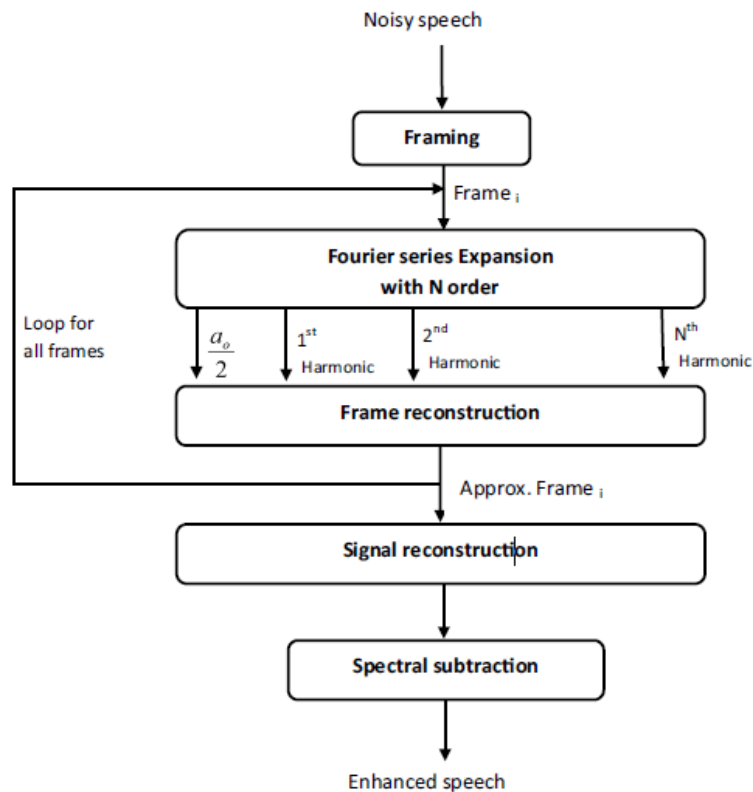 Noisy speech
Framing
Frame i
Fourier series Expansion
with N order
Loop for
all frames
a_o/2
1st Harmonic
2nd Harmonic
Nth Harmonic
Frame reconstruction
Approx. Frame i
Signal reconstruction
Spectral subtraction
Enhanced speech